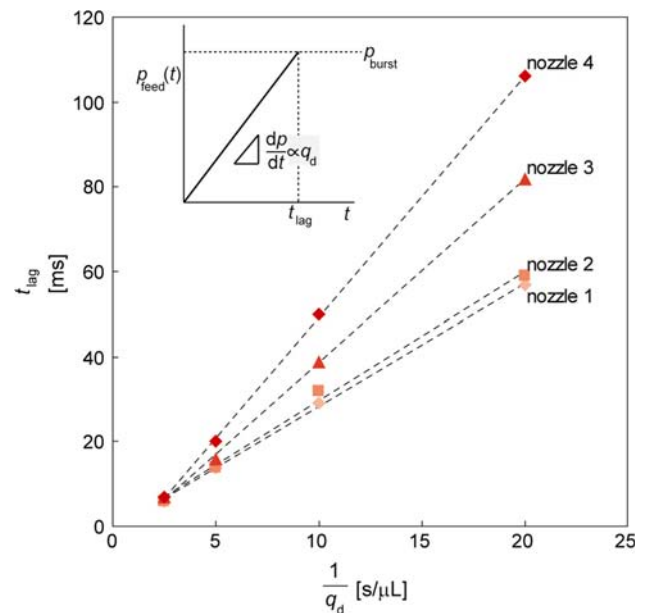 120
100
80
60
40
20
0
t_lag
[ms]
p_feed(t)
p_burst
dp/dt ∝ q_d
t_lag
t
nozzle 4
nozzle 3
nozzle 2
nozzle 1
0 5 10 15 20 25
1/q_d [s/μL]